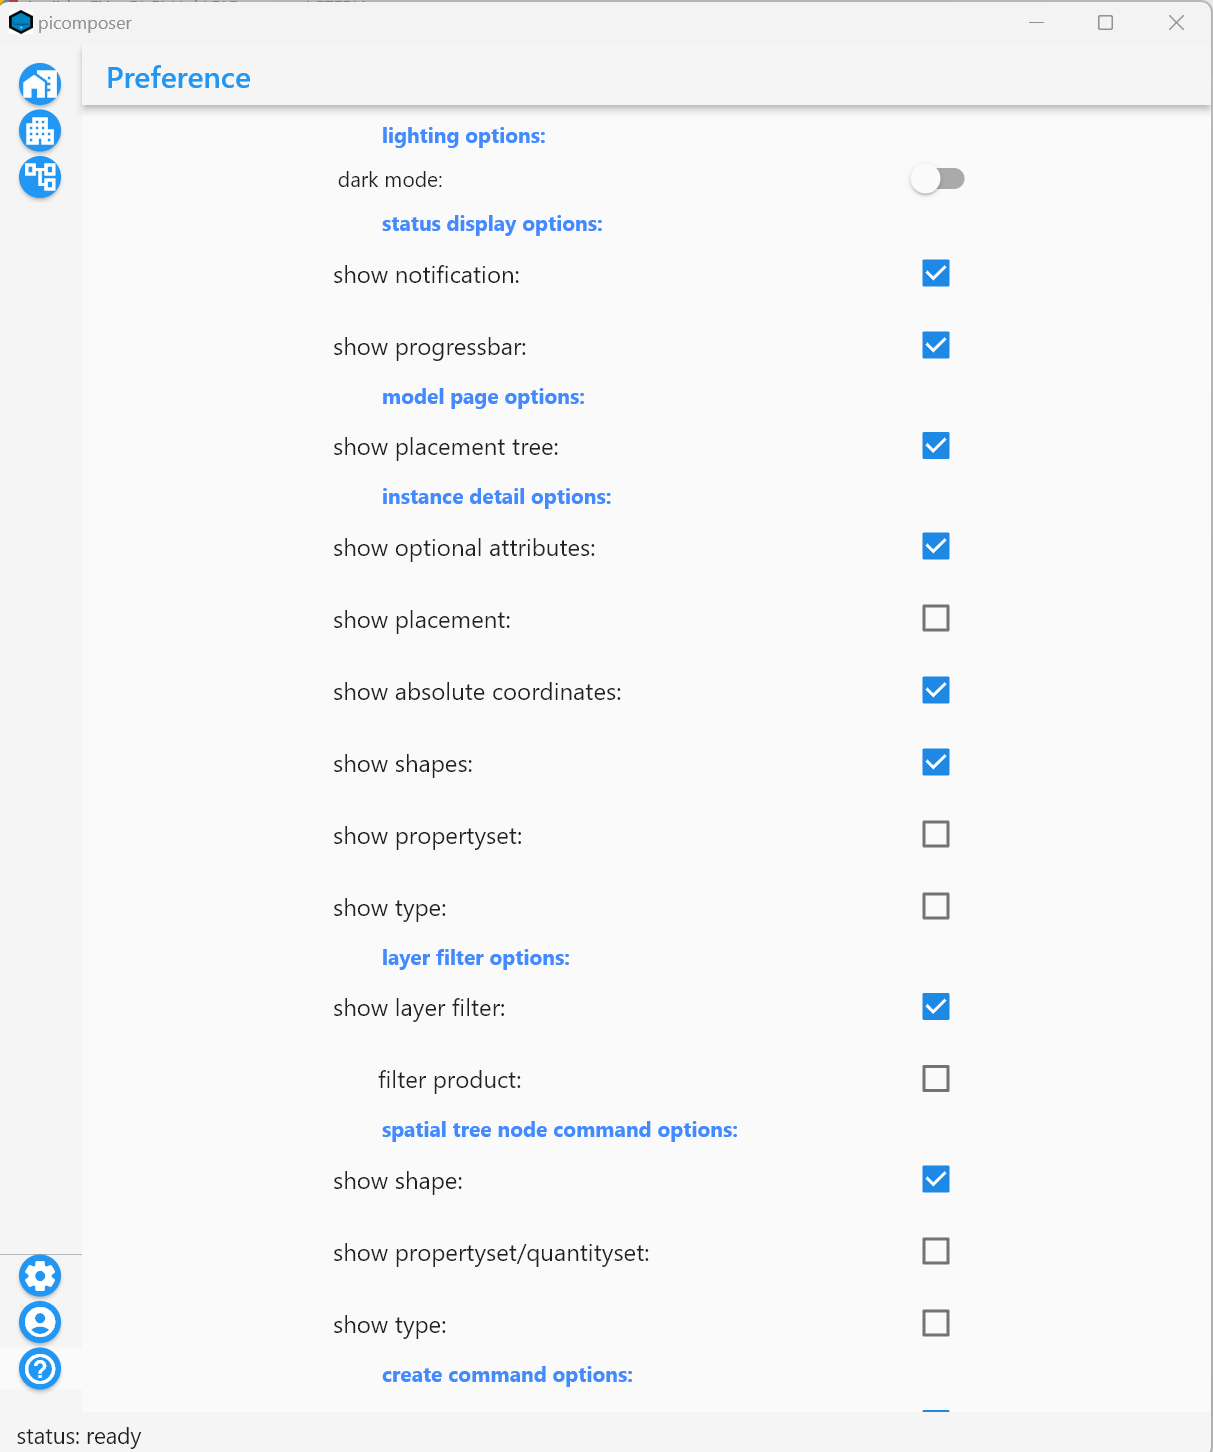 picomposer
Preference
lighting options:
dark mode:
status display options:
show notification:
show progressbar:
model page options:
show placement tree:
instance detail options:
show optional attributes:
show placement:
show absolute coordinates:
show shapes:
show propertyset:
show type:
layer filter options:
show layer filter:
filter product:
spatial tree node command options:
show shape:
show propertyset/quantityset:
show type:
create command options:
status: ready